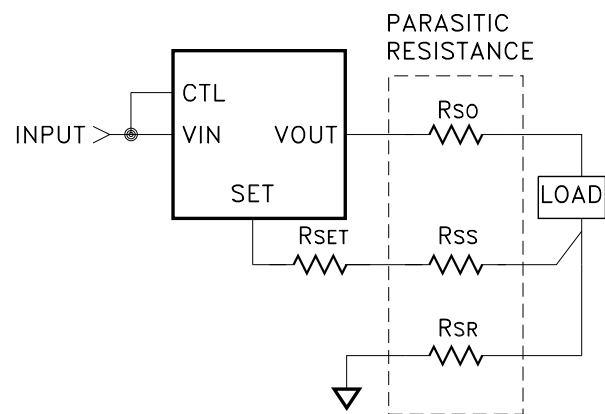 PARASITIC
RESISTANCE
CTL
RSO
INPUT
VIN
VOUT
LOAD
SET
RSET
RSS
RSR